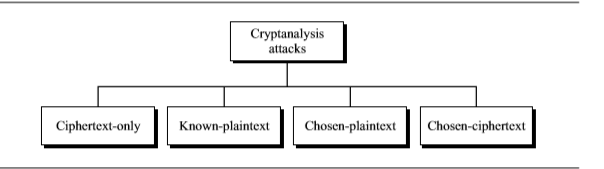 Cryptanalysis
attacks
Ciphertext-only
Known-plaintext
Chosen-plaintext
Chosen-ciphertext